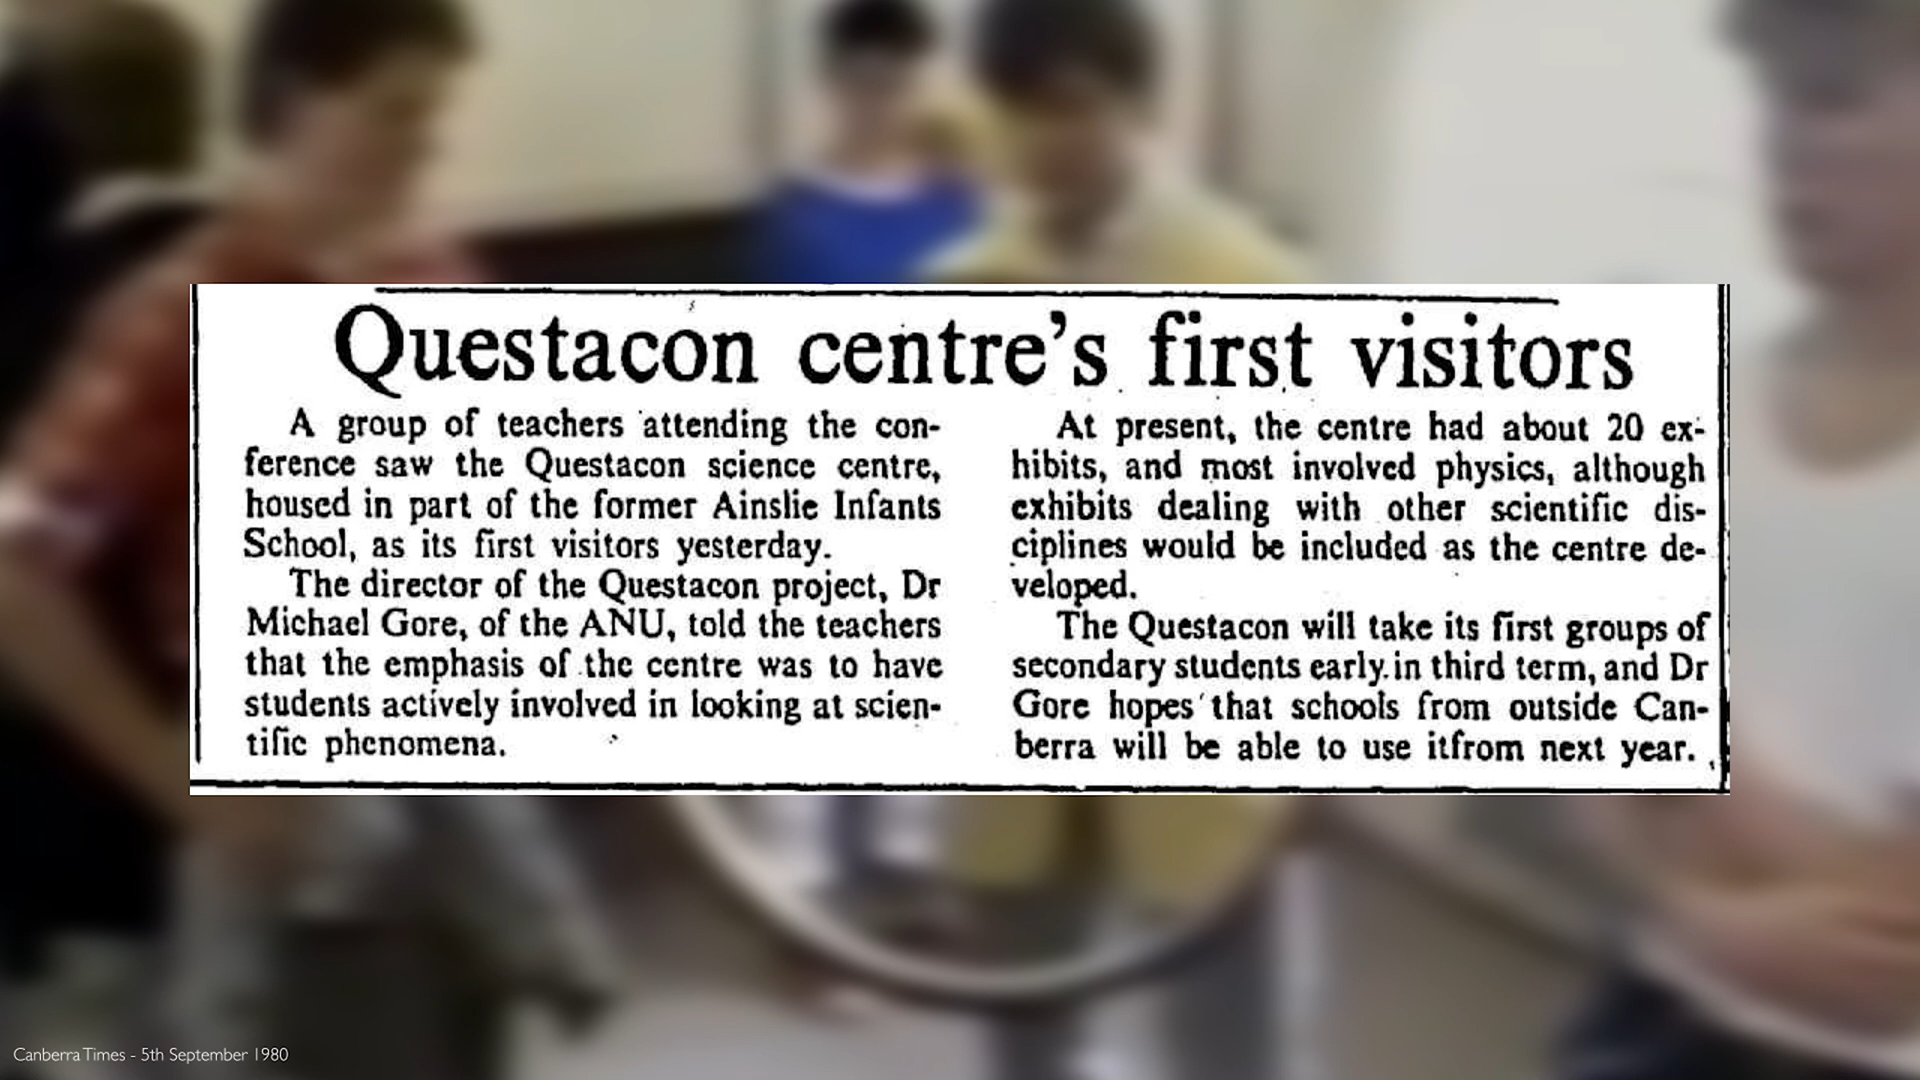 Questacon centre's first visitors
A group of teachers attending the con-
ference saw the Questacon science centre,
housed in part of the former Ainslie Infants
School, as its first visitors yesterday.
The director of the Questacon project, Dr
Michael Gore, of the ANU, told the teachers
that the emphasis of the centre was to have
students actively involved in looking at scien-
tific phenomena.
At present, the centre had about 20 ex-
hibits, and most involved physics, although
exhibits dealing with other scientific dis-
ciplines would be included as the centre de-
veloped.
The Questacon will take its first groups of
secondary students early in third term, and Dr
Gore hopes that schools from outside Can-
berra will be able to use itfrom next year.
Canberra Times - 5th September 1980